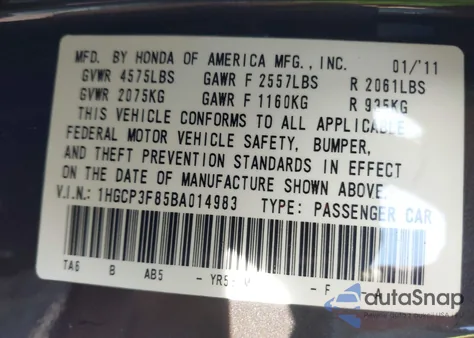 MFD. BY HONDA OF AMERICA MFG., INC. 01/'11
GVWR 4575LBS GAWR F 2557LBS R 2061LBS
GVWR 2075KG GAWR F 1160KG R 935KG
THIS VEHICLE CONFORMS TO ALL APPLICABLE
FEDERAL MOTOR VEHICLE SAFETY, BUMPER,
AND THEFT PREVENTION STANDARDS IN EFFECT
ON THE DATE OF MANUFACTURE SHOWN ABOVE.
V.I.N.: 1HGCP3F85BA014983 TYPE: PASSENGER CAR
TA6 B AB5 - - F -
autoSnap